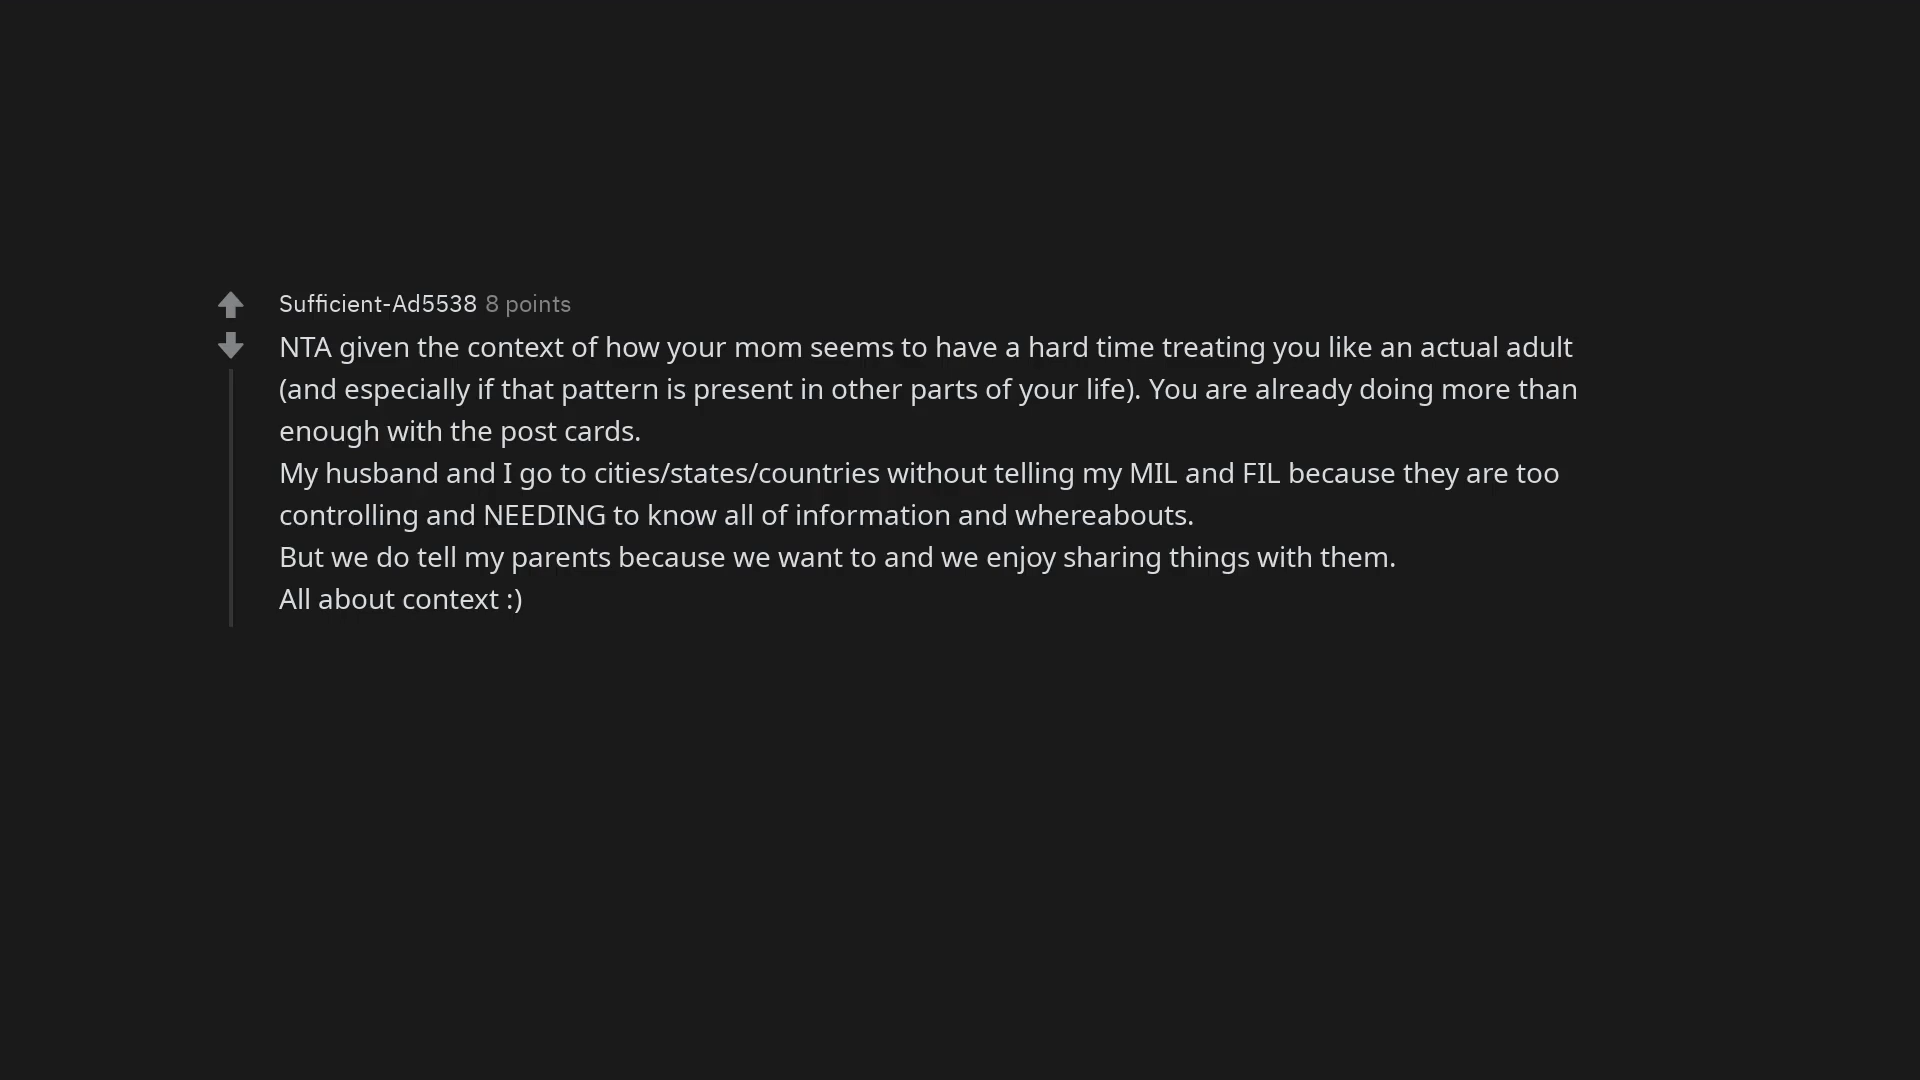 Sufficient-Ad5538 8 points
NTA given the context of how your mom seems to have a hard time treating you like an actual adult
(and especially if that pattern is present in other parts of your life). You are already doing more than
enough with the post cards.
My husband and I go to cities/states/countries without telling my MIL and FIL because they are too
controlling and NEEDING to know all of information and whereabouts.
But we do tell my parents because we want to and we enjoy sharing things with them.
All about context :)